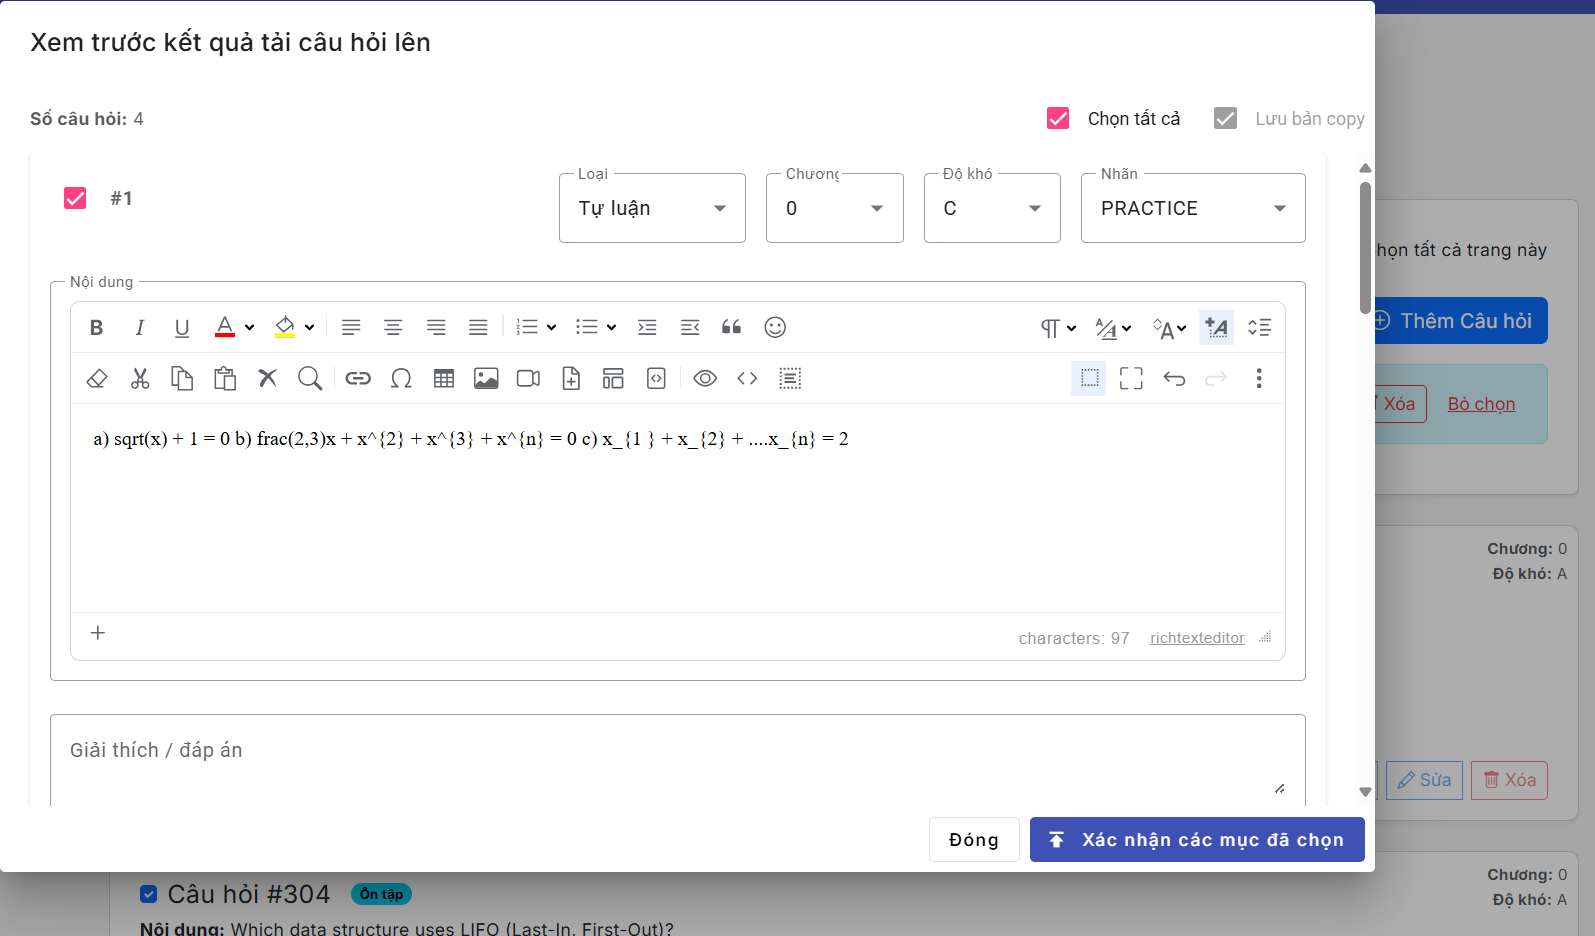 Xem trước kết quả tải câu hỏi lên
Số câu hỏi: 4
Chọn tất cả
Lưu bản copy
#1
Loại
Tự luận
Chương
0
Độ khó
C
Nhãn
PRACTICE
Nội dung
a) sqrt(x) + 1 = 0 b) frac(2,3)x + x^{2} + x^{3} + x^{n} = 0 c) x_{1 } + x_{2} + ....x_{n} = 2
characters: 97
richtexteditor
Giải thích / đáp án
Đóng
Xác nhận các mục đã chọn
họn tất cả trang này
Thêm Câu hỏi
Xóa
Bỏ chọn
Chương: 0
Độ khó: A
Sửa
Xóa
Chương: 0
Độ khó: A
Câu hỏi #304
Ôn tập
Nội dung: Which data structure uses LIFO (Last-In, First-Out)?